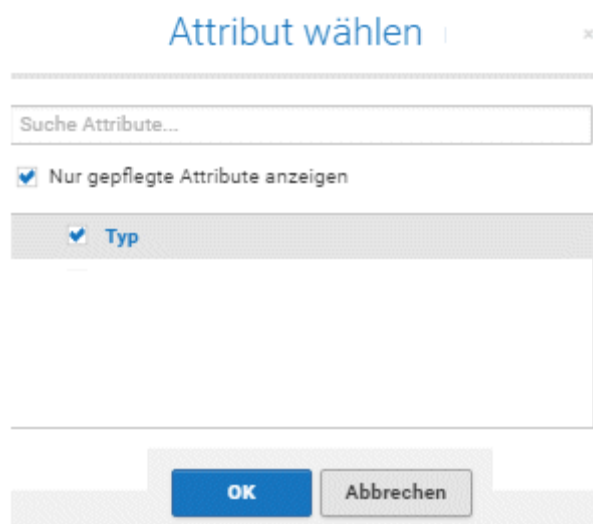 Attribut wählen
Suche Attribute...
Nur gepflegte Attribute anzeigen
Typ
OK Abbrechen